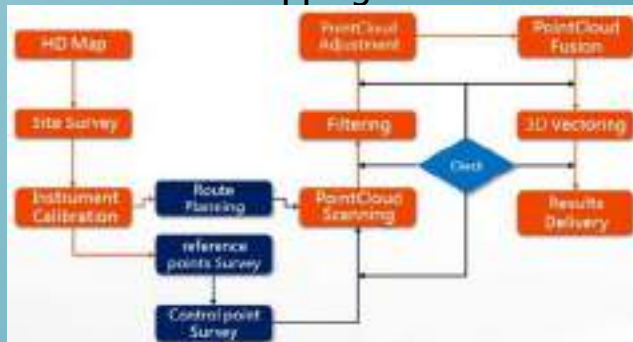 HD Map
Site Survey
Instrument
Calibration
Route
Planning
reference
points Survey
Control point
Survey
PointCloud
Scanning
Filtering
PointCloud
Adjustment
PointCloud
Fusion
3D Vectoring
Results
Delivery
Check